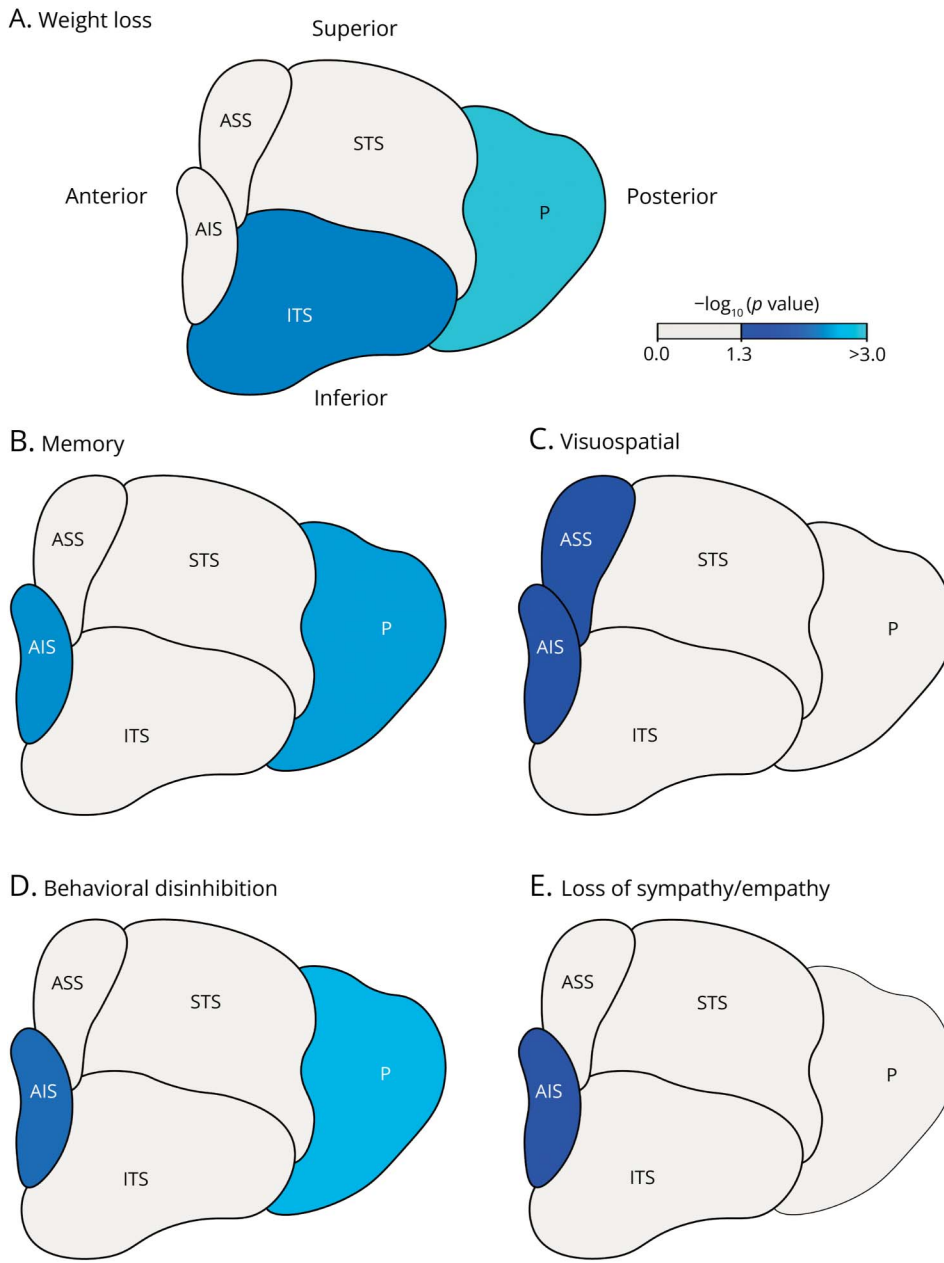 A. Weight loss
Superior
ASS
STS
Anterior
P
Posterior
AIS
ITS
−log₁₀ (p value)
0.0 1.3 >3.0
Inferior
B. Memory
ASS
STS
P
AIS
ITS
C. Visuospatial
ASS
STS
P
AIS
ITS
D. Behavioral disinhibition
ASS
STS
P
AIS
ITS
E. Loss of sympathy/empathy
ASS
STS
P
AIS
ITS